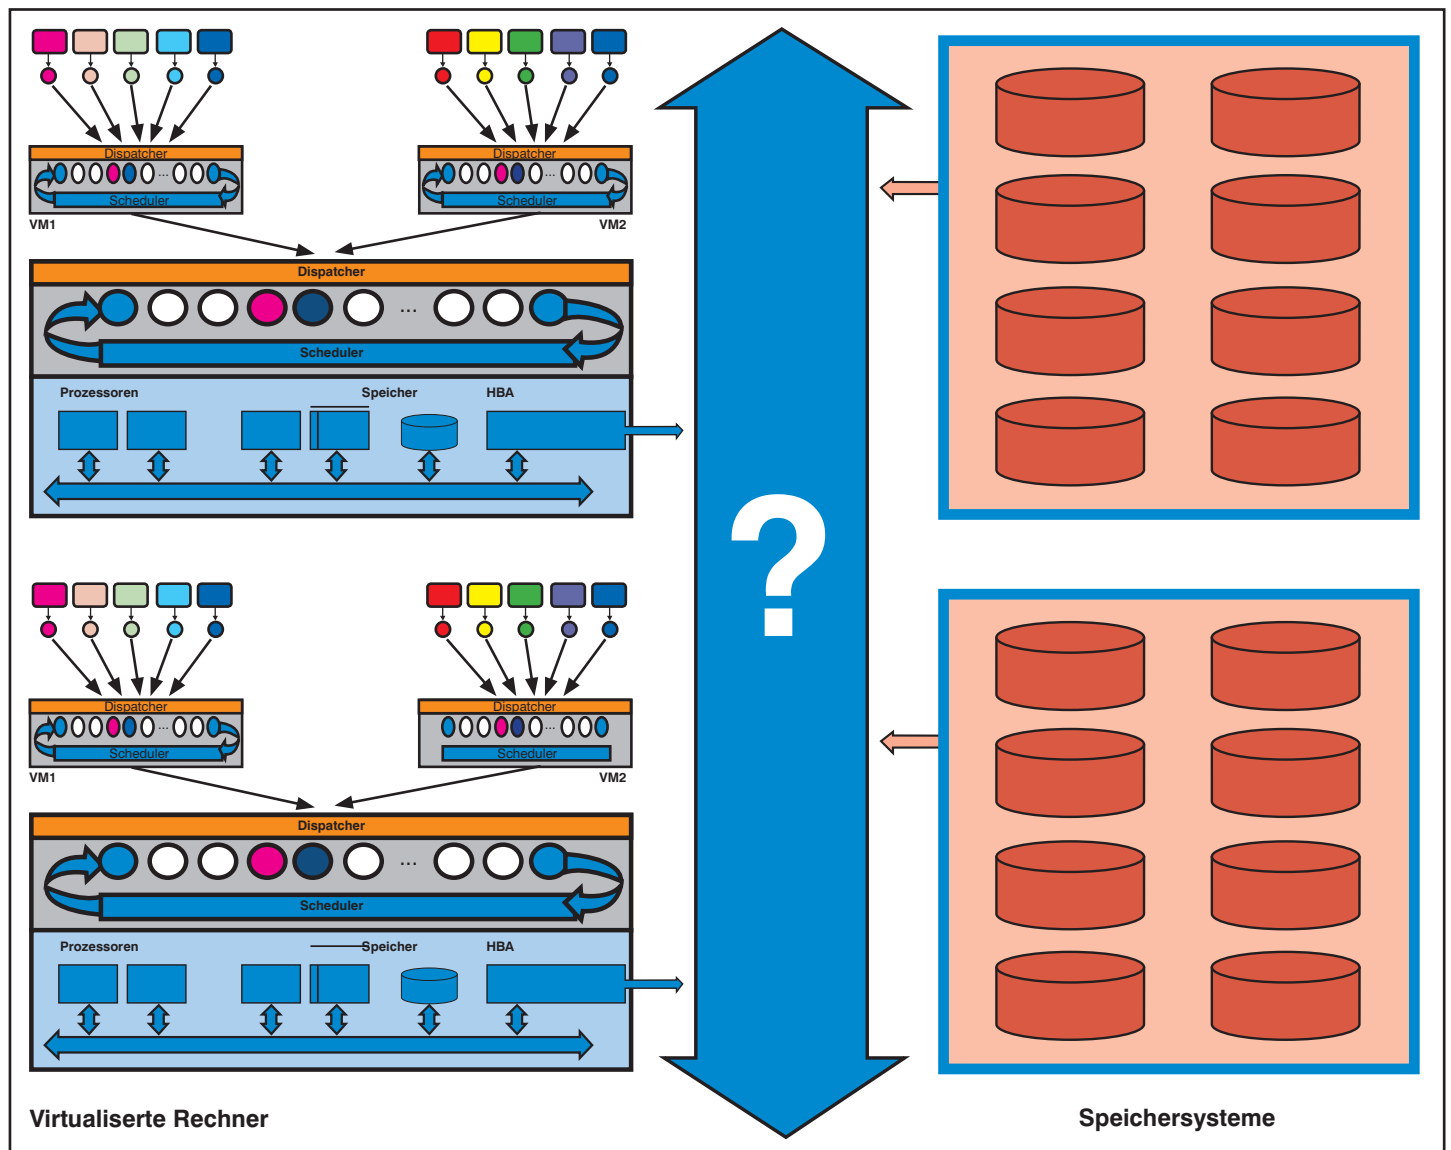 Dispatcher
...
Scheduler
VM1
Dispatcher
...
Scheduler
VM2
Dispatcher
...
Scheduler
Prozessoren Speicher HBA
?
Dispatcher
...
Scheduler
VM1
Dispatcher
...
Scheduler
VM2
Dispatcher
...
Scheduler
Prozessoren Speicher HBA
Virtualiserte Rechner
Speichersysteme